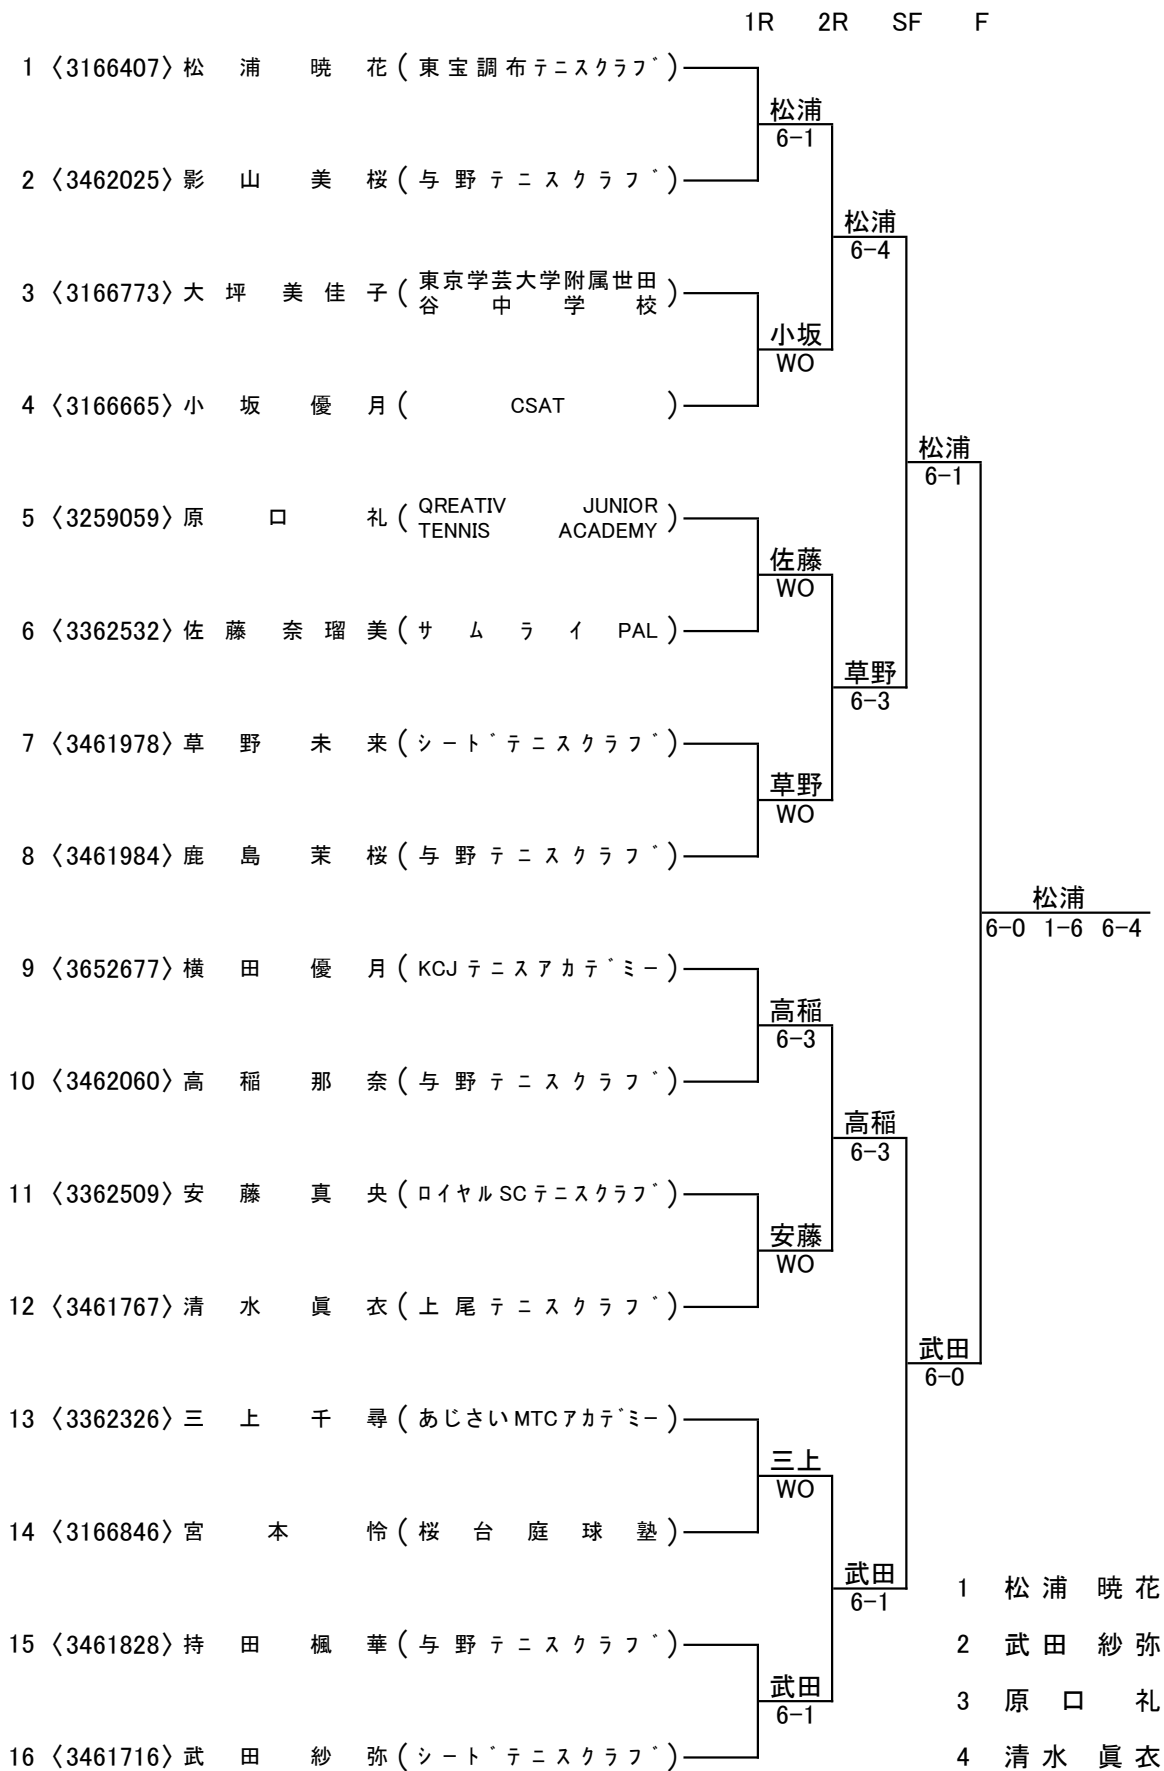 1R 2R SF F
1 〈3166407〉 松浦 暁花 (東宝調布テニスクラブ)
松浦
6-1
2 〈3462025〉 影山 美桜 (与野テニスクラブ)
松浦
6-4
3 〈3166773〉 大坪 美佳子 (東京学芸大学附属世田
谷中学校)
小坂
WO
4 〈3166665〉 小坂 優月 (CSAT)
松浦
6-1
5 〈3259059〉 原口 礼 (QREATIV JUNIOR
TENNIS ACADEMY)
佐藤
WO
6 〈3362532〉 佐藤 奈瑠美 (サムライPAL)
草野
6-3
7 〈3461978〉 草野 未来 (シードテニスクラブ)
草野
WO
8 〈3461984〉 鹿島 茉桜 (与野テニスクラブ)
松浦
6-0 1-6 6-4
9 〈3652677〉 横田 優月 (KCJテニスアカデミー)
高稲
6-3
10 〈3462060〉 高稲 那奈 (与野テニスクラブ)
高稲
6-3
11 〈3362509〉 安藤 真央 (ロイヤルSCテニスクラブ)
安藤
WO
12 〈3461767〉 清水 眞衣 (上尾テニスクラブ)
武田
6-0
13 〈3362326〉 三上 千尋 (あじさいMTCアカデミー)
三上
WO
14 〈3166846〉 宮本 怜 (桜台庭球塾)
武田
6-1
15 〈3461828〉 持田 楓華 (与野テニスクラブ)
武田
6-1
16 〈3461716〉 武田 紗弥 (シードテニスクラブ)
1 松浦 暁花
2 武田 紗弥
3 原口 礼
4 清水 眞衣